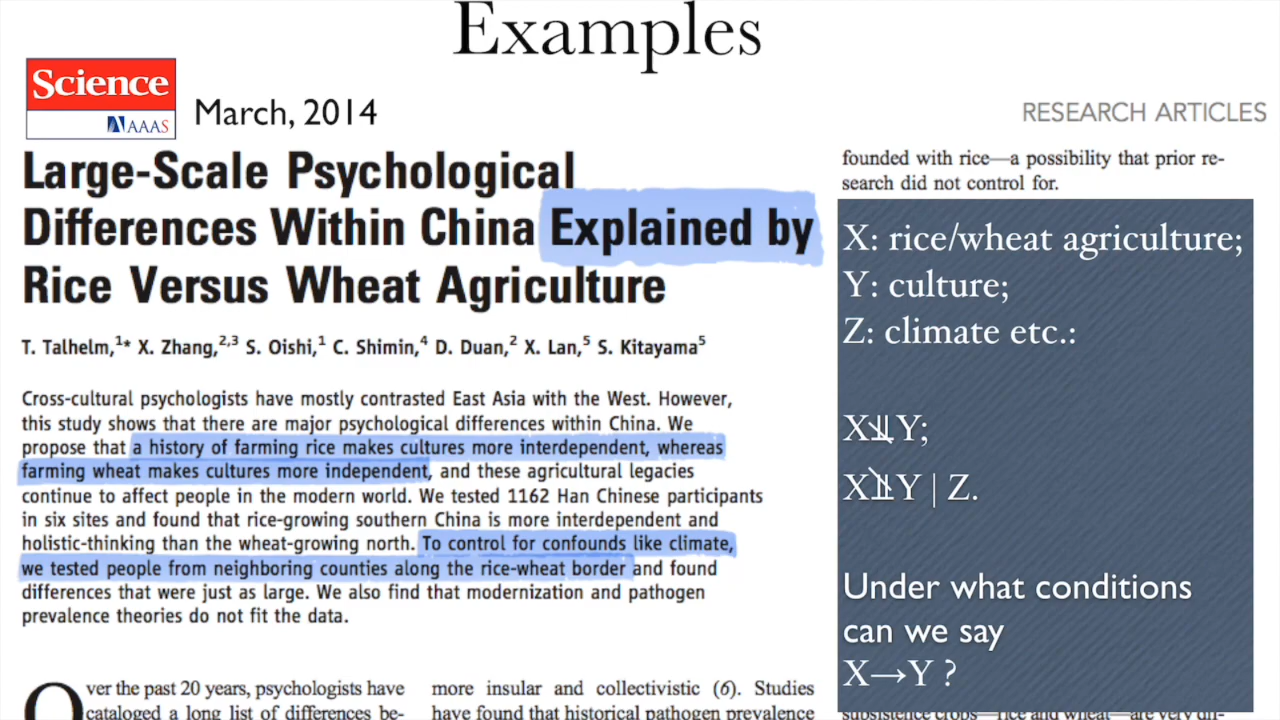 Examples
Science
AAAS
March, 2014
RESEARCH ARTICLES
Large-Scale Psychological
Differences Within China Explained by
Rice Versus Wheat Agriculture
T. Talhelm,¹* X. Zhang,²,³ S. Oishi,¹ C. Shimin,⁴ D. Duan,² X. Lan,⁵ S. Kitayama⁵
Cross-cultural psychologists have mostly contrasted East Asia with the West. However,
this study shows that there are major psychological differences within China. We
propose that a history of farming rice makes cultures more interdependent, whereas
farming wheat makes cultures more independent, and these agricultural legacies
continue to affect people in the modern world. We tested 1162 Han Chinese participants
in six sites and found that rice-growing southern China is more interdependent and
holistic-thinking than the wheat-growing north. To control for confounds like climate,
we tested people from neighboring counties along the rice-wheat border and found
differences that were just as large. We also find that modernization and pathogen
prevalence theories do not fit the data.
Over the past 20 years, psychologists have
cataloged a long list of differences be-
more insular and collectivistic (6). Studies
have found that historical pathogen prevalence
founded with rice—a possibility that prior re-
search did not control for.
X: rice/wheat agriculture;
Y: culture;
Z: climate etc.:
X⫫̸Y;
X⫫̸Y | Z.
Under what conditions
can we say
X→Y ?
subsistence crops—rice and wheat—are very dif-